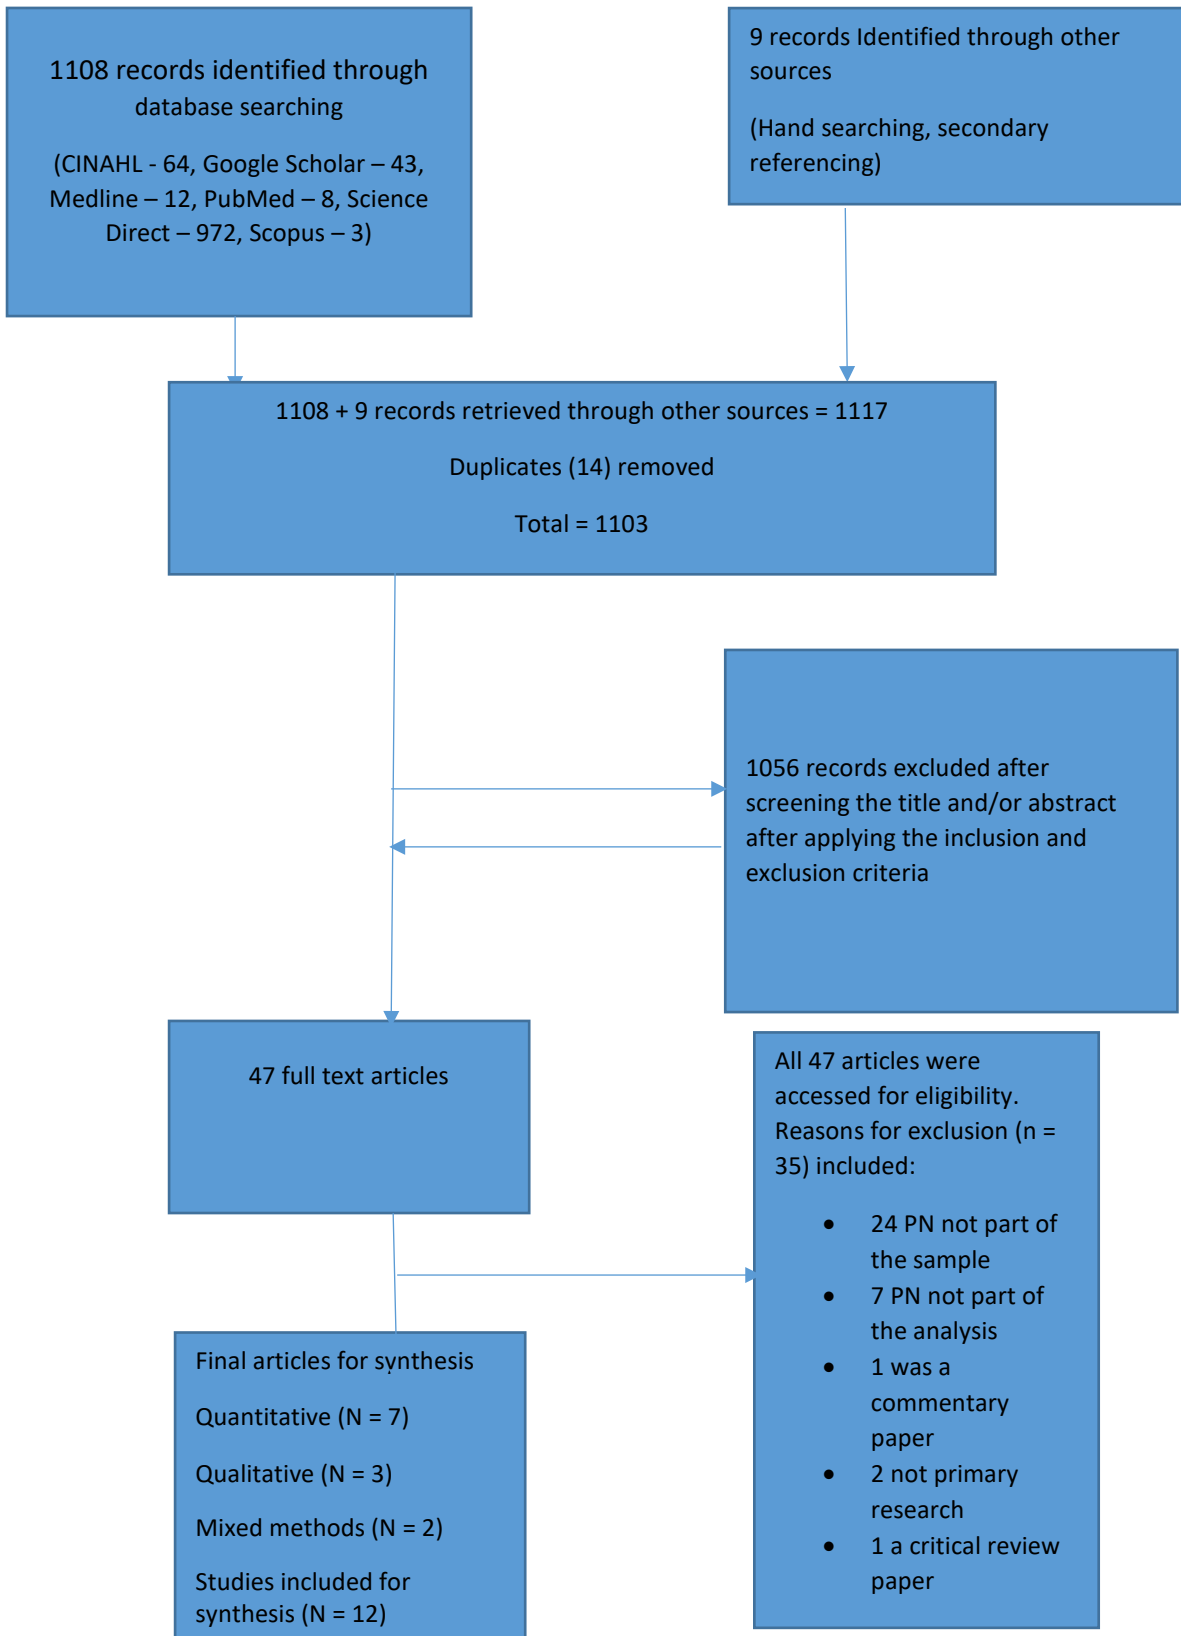 1108 records identified through
database searching
(CINAHL - 64, Google Scholar – 43,
Medline – 12, PubMed – 8, Science
Direct – 972, Scopus – 3)
9 records Identified through other
sources
(Hand searching, secondary
referencing)
1108 + 9 records retrieved through other sources = 1117
Duplicates (14) removed
Total = 1103
1056 records excluded after
screening the title and/or abstract
after applying the inclusion and
exclusion criteria
47 full text articles
All 47 articles were
accessed for eligibility.
Reasons for exclusion (n =
35) included:
• 24 PN not part of
the sample
• 7 PN not part of
the analysis
• 1 was a
commentary
paper
• 2 not primary
research
• 1 a critical review
paper
Final articles for synthesis
Quantitative (N = 7)
Qualitative (N = 3)
Mixed methods (N = 2)
Studies included for
synthesis (N = 12)